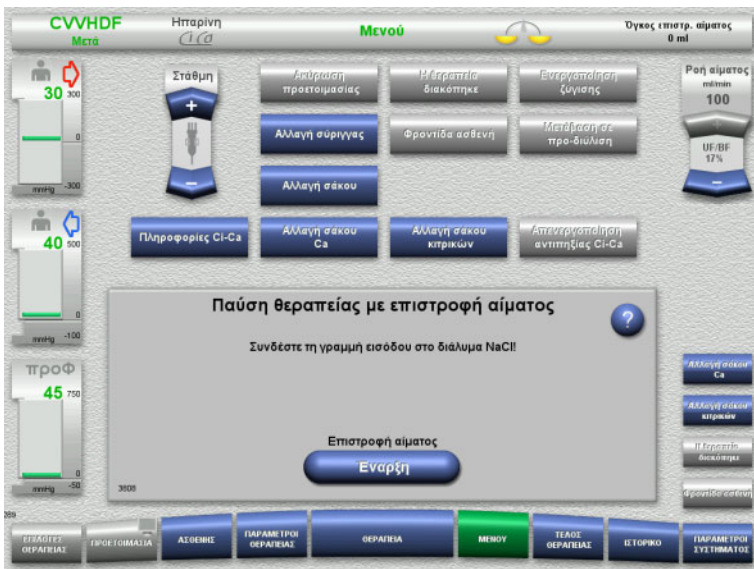 CVVHDF
Μετά
Ηπαρίνη
Ci Ca
Μενού
Όγκος επιστρ. αίματος
0 ml
30
300
0
mmHg -300
Στάθμη
+
−
Ακύρωση
προετοιμασίας
Η θεραπεία
διακόπηκε
Ενεργοποίηση
ζύγισης
Αλλαγή σύριγγας
Φροντίδα ασθενή
Μετάβαση σε
προ-διύλιση
Αλλαγή σάκου
Πληροφορίες Ci-Ca
Αλλαγή σάκου
Ca
Αλλαγή σάκου
κιτρικών
Απενεργοποίηση
αντιπηξίας Ci-Ca
Ροή αίματος
ml/min
100
+
UF/BF
17%
−
40
500
0
mmHg -100
προΦ
45
750
0
mmHg -50
Παύση θεραπείας με επιστροφή αίματος
?
Συνδέστε τη γραμμή εισόδου στο διάλυμα NaCl!
Επιστροφή αίματος
Έναρξη
3608
Αλλαγή σάκου
Ca
Αλλαγή σάκου
κιτρικών
Η θεραπεία
διακόπηκε
Φροντίδα ασθενή
ΕΠΙΛΟΓΕΣ
ΘΕΡΑΠΕΙΑΣ
ΠΡΟΕΤΟΙΜΑΣΙΑ
ΑΣΘΕΝΗΣ
ΠΑΡΑΜΕΤΡΟΙ
ΘΕΡΑΠΕΙΑΣ
ΘΕΡΑΠΕΙΑ
ΜΕΝΟΥ
ΤΕΛΟΣ
ΘΕΡΑΠΕΙΑΣ
ΙΣΤΟΡΙΚΟ
ΠΑΡΑΜΕΤΡΟΙ
ΣΥΣΤΗΜΑΤΟΣ